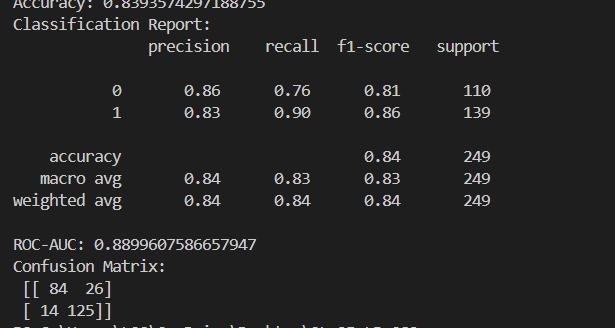 Accuracy: 0.8393574297188755
Classification Report:
precision recall f1-score support
0 0.86 0.76 0.81 110
1 0.83 0.90 0.86 139
accuracy 0.84 249
macro avg 0.84 0.83 0.83 249
weighted avg 0.84 0.84 0.84 249
ROC-AUC: 0.8899607586657947
Confusion Matrix:
[[ 84 26]
[ 14 125]]